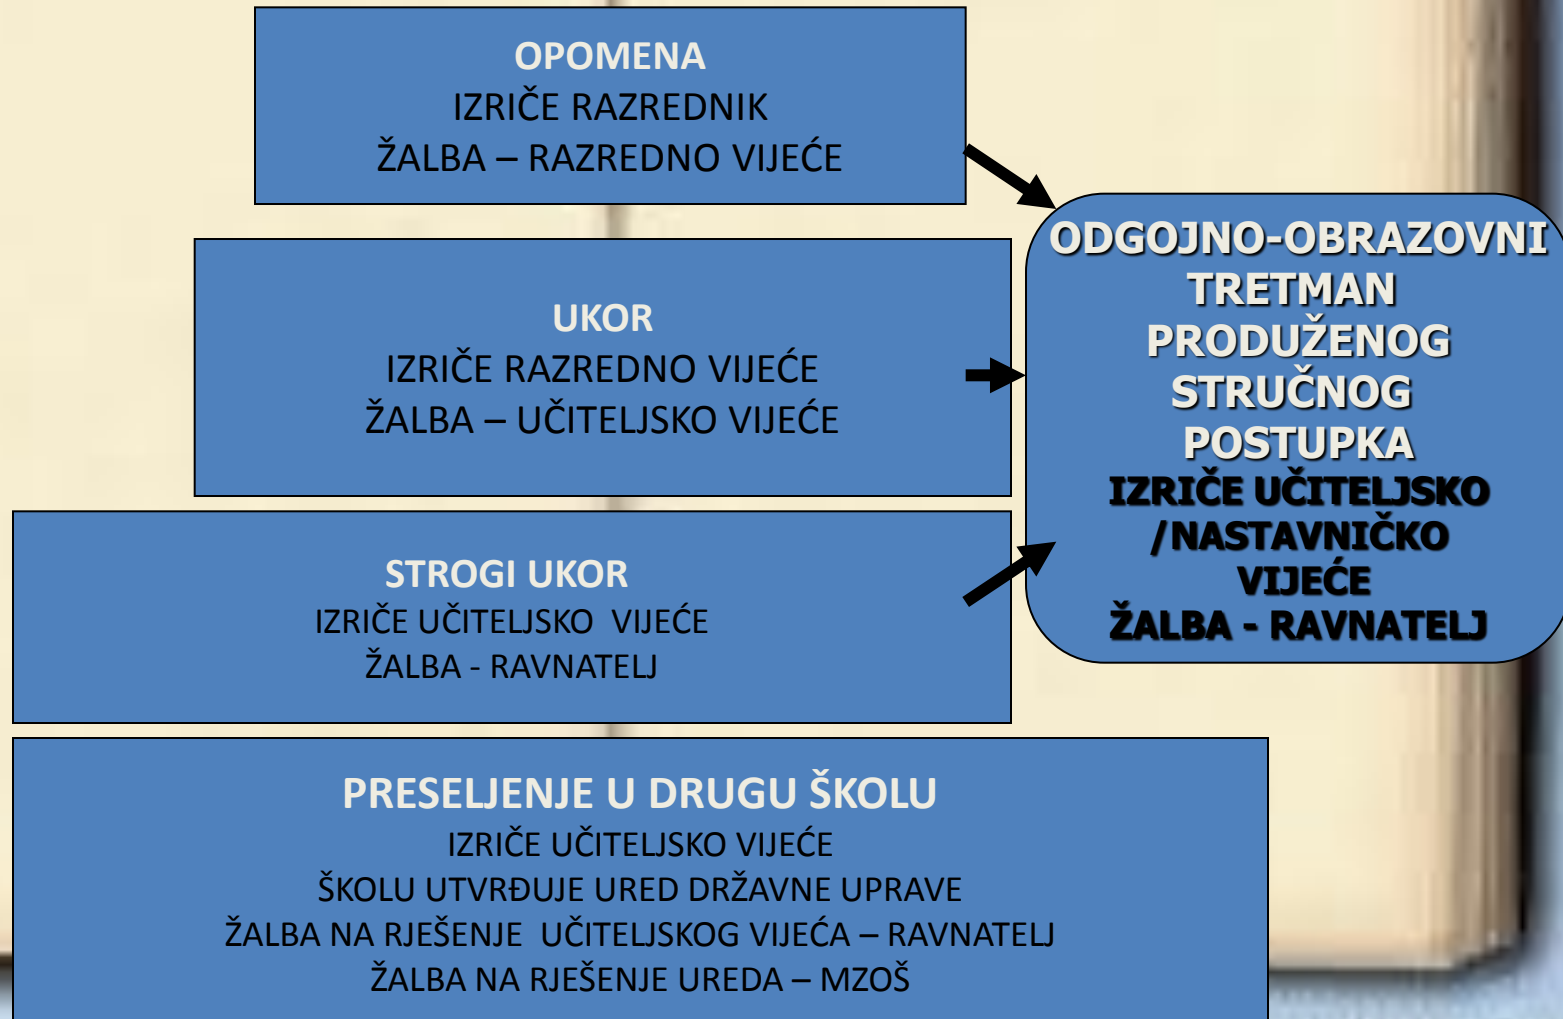 OPOMENA
IZRIČE RAZREDNIK
ŽALBA – RAZREDNO VIJEĆE
UKOR
IZRIČE RAZREDNO VIJEĆE
ŽALBA – UČITELJSKO VIJEĆE
STROGI UKOR
IZRIČE UČITELJSKO  VIJEĆE
ŽALBA - RAVNATELJ
PRESELJENJE U DRUGU ŠKOLU
IZRIČE UČITELJSKO VIJEĆE
ŠKOLU UTVRĐUJE URED DRŽAVNE UPRAVE
ŽALBA NA RJEŠENJE  UČITELJSKOG VIJEĆA – RAVNATELJ
ŽALBA NA RJEŠENJE UREDA – MZOŠ
ODGOJNO-OBRAZOVNI
TRETMAN
PRODUŽENOG
STRUČNOG
POSTUPKA
IZRIČE UČITELJSKO
/NASTAVNIČKO
VIJEĆE
ŽALBA - RAVNATELJ